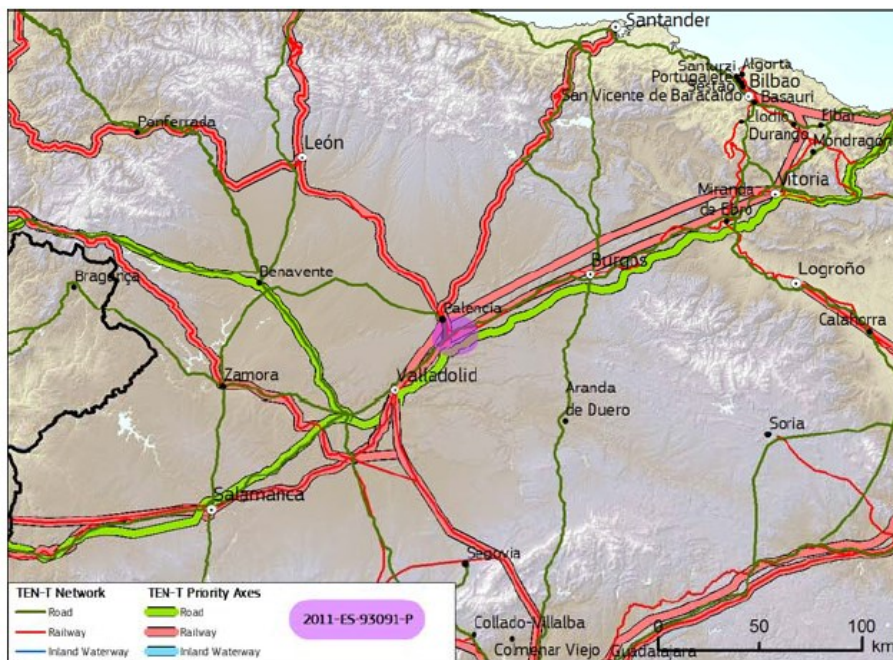 Santander
Santurzi
Algorta
Portugalete
Bilbao
Sestao
San Vicente de Baracaldo
Basauri
Ponferrada
Llodio
Eibar
Durango
León
Mondragón
Miranda
de Ebro
Vitoria
Bragança
Benavente
Burgos
Logroño
Palencia
Calahorra
Zamora
Valladolid
Aranda
de Duero
Soria
Salamanca
Segovia
TEN-T Network
TEN-T Priority Axes
Road
Road
2011-ES-93091-P
Railway
Railway
Inland Waterway
Inland Waterway
Collado-Villalba
Colmenar Viejo
Guadalajara
0
50
100
km